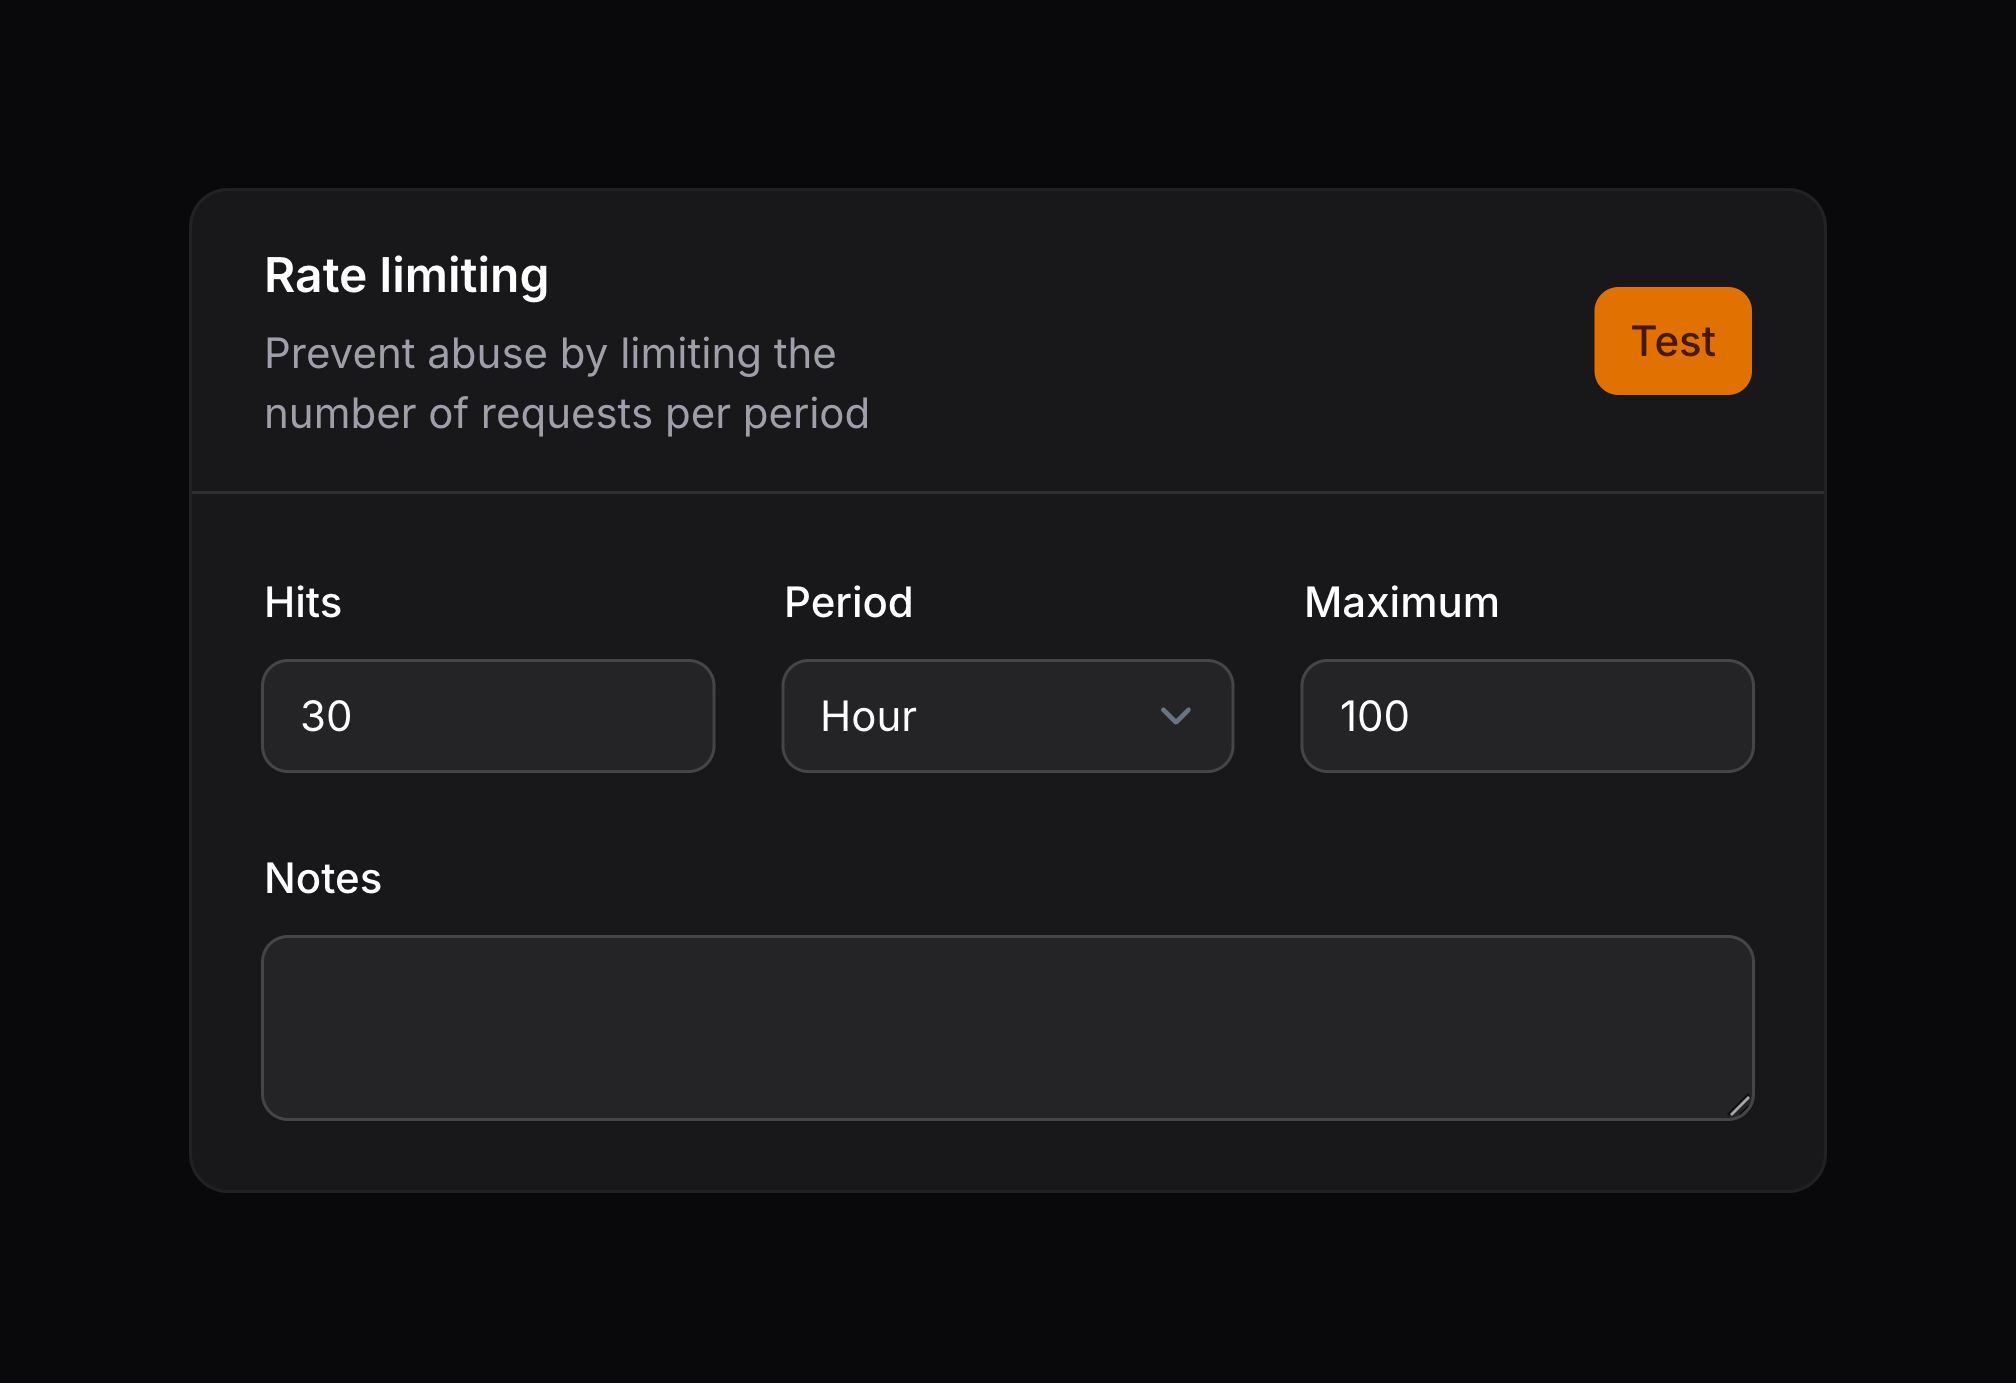 Rate limiting
Prevent abuse by limiting the
number of requests per period
Test
Hits
Period
Maximum
30
Hour
100
Notes